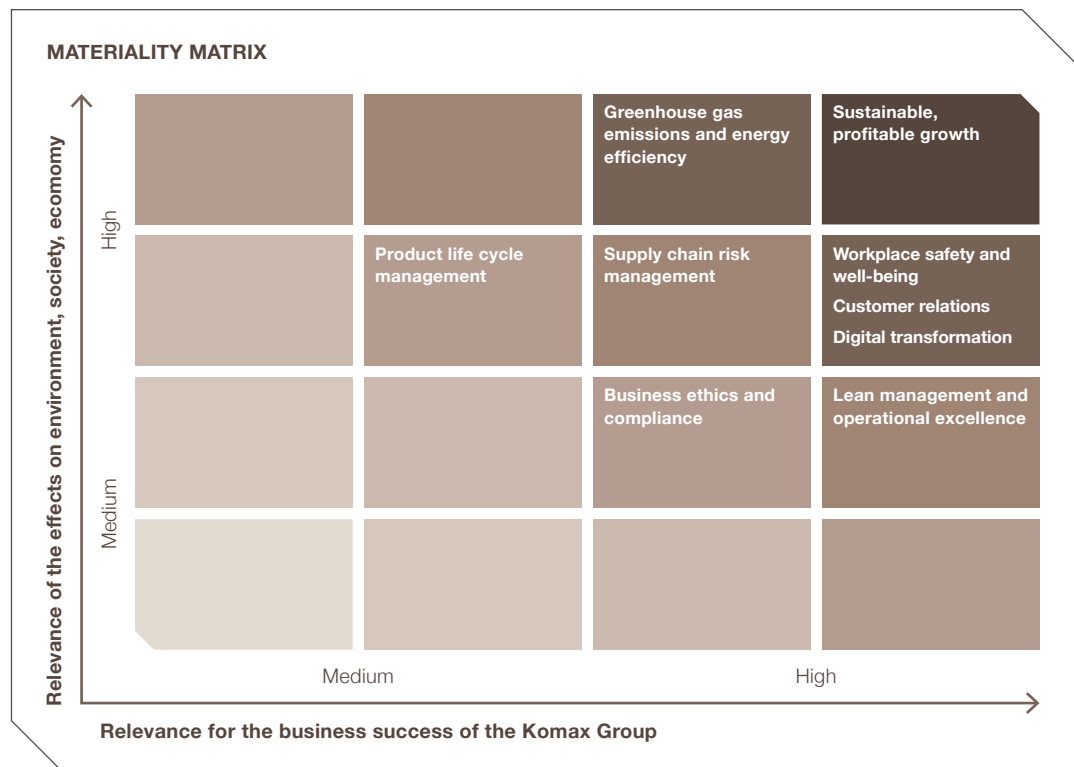 MATERIALITY MATRIX
Relevance of the effects on environment, society, ecomomy
High
Medium
Greenhouse gas
emissions and energy
efficiency
Sustainable,
profitable growth
Product life cycle
management
Supply chain risk
management
Workplace safety and
well-being
Customer relations
Digital transformation
Business ethics and
compliance
Lean management and
operational excellence
Medium
High
Relevance for the business success of the Komax Group